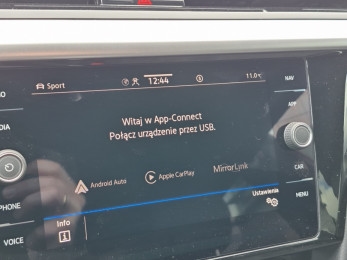 Sport 12:44 11.0°C NAV
APP
Witaj w App-Connect
Połącz urządzenie przez USB.
Android Auto Apple CarPlay MirrorLink
CAR
Ustawienia
MENU
PHONE
Info
VOICE